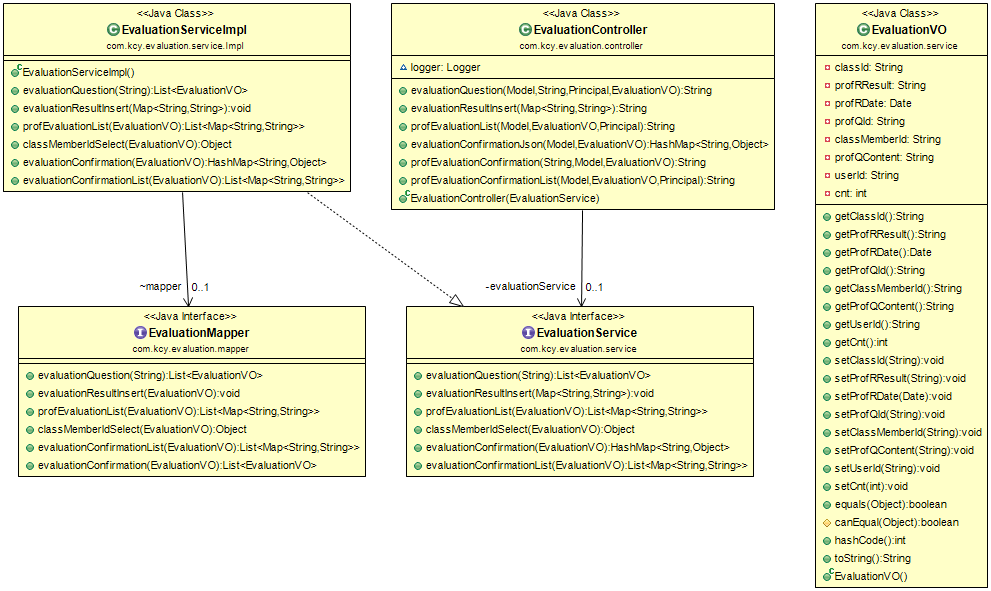 <<Java Class>>
EvaluationServiceImpl
com.kcy.evaluation.service.Impl
EvaluationServiceImpl()
evaluationQuestion(String):List<EvaluationVO>
evaluationResultInsert(Map<String,String>):void
profEvaluationList(EvaluationVO):List<Map<String,String>>
classMemberIdSelect(EvaluationVO):Object
evaluationConfirmation(EvaluationVO):HashMap<String,Object>
evaluationConfirmationList(EvaluationVO):List<Map<String,String>>
<<Java Class>>
EvaluationController
com.kcy.evaluation.controller
logger: Logger
evaluationQuestion(Model,String,Principal,EvaluationVO):String
evaluationResultInsert(Map<String,String>):String
profEvaluationList(Model,EvaluationVO,Principal):String
evaluationConfirmationJson(Model,EvaluationVO):HashMap<String,Object>
profEvaluationConfirmation(String,Model,EvaluationVO):String
profEvaluationConfirmationList(Model,EvaluationVO,Principal):String
EvaluationController(EvaluationService)
<<Java Class>>
EvaluationVO
com.kcy.evaluation.service
classId: String
profRResult: String
profRDate: Date
profQId: String
classMemberId: String
profQContent: String
userId: String
cnt: int
getClassId():String
getProfRResult():String
getProfRDate():Date
getProfQId():String
getClassMemberId():String
getProfQContent():String
getUserId():String
getCnt():int
setClassId(String):void
setProfRResult(String):void
setProfRDate(Date):void
setProfQId(String):void
setClassMemberId(String):void
setProfQContent(String):void
setUserId(String):void
setCnt(int):void
equals(Object):boolean
canEqual(Object):boolean
hashCode():int
toString():String
EvaluationVO()
~mapper 0..1
-evaluationService 0..1
<<Java Interface>>
EvaluationMapper
com.kcy.evaluation.mapper
evaluationQuestion(String):List<EvaluationVO>
evaluationResultInsert(EvaluationVO):void
profEvaluationList(EvaluationVO):List<Map<String,String>>
classMemberIdSelect(EvaluationVO):Object
evaluationConfirmationList(EvaluationVO):List<Map<String,String>>
evaluationConfirmation(EvaluationVO):List<EvaluationVO>
<<Java Interface>>
EvaluationService
com.kcy.evaluation.service
evaluationQuestion(String):List<EvaluationVO>
evaluationResultInsert(Map<String,String>):void
profEvaluationList(EvaluationVO):List<Map<String,String>>
classMemberIdSelect(EvaluationVO):Object
evaluationConfirmation(EvaluationVO):HashMap<String,Object>
evaluationConfirmationList(EvaluationVO):List<Map<String,String>>